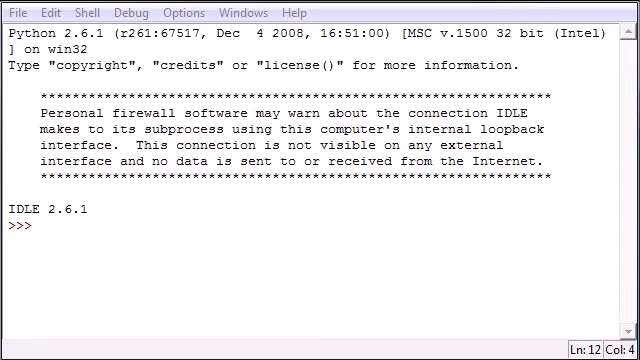 File Edit Shell Debug Options Windows Help
Python 2.6.1 (r261:67517, Dec  4 2008, 16:51:00) [MSC v.1500 32 bit (Intel)
] on win32
Type "copyright", "credits" or "license()" for more information.
****************************************************************
Personal firewall software may warn about the connection IDLE
makes to its subprocess using this computer's internal loopback
interface.  This connection is not visible on any external
interface and no data is sent to or received from the Internet.
****************************************************************
IDLE 2.6.1
>>>
Ln: 12 Col: 4